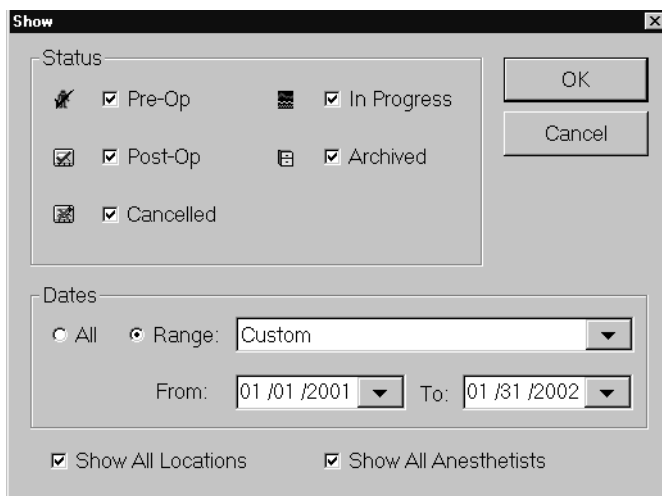 Show
Status
Pre-Op
In Progress
Post-Op
Archived
Cancelled
OK
Cancel
Dates
All
Range:
Custom
From:
01 /01 /2001
To:
01 /31 /2002
Show All Locations
Show All Anesthetists